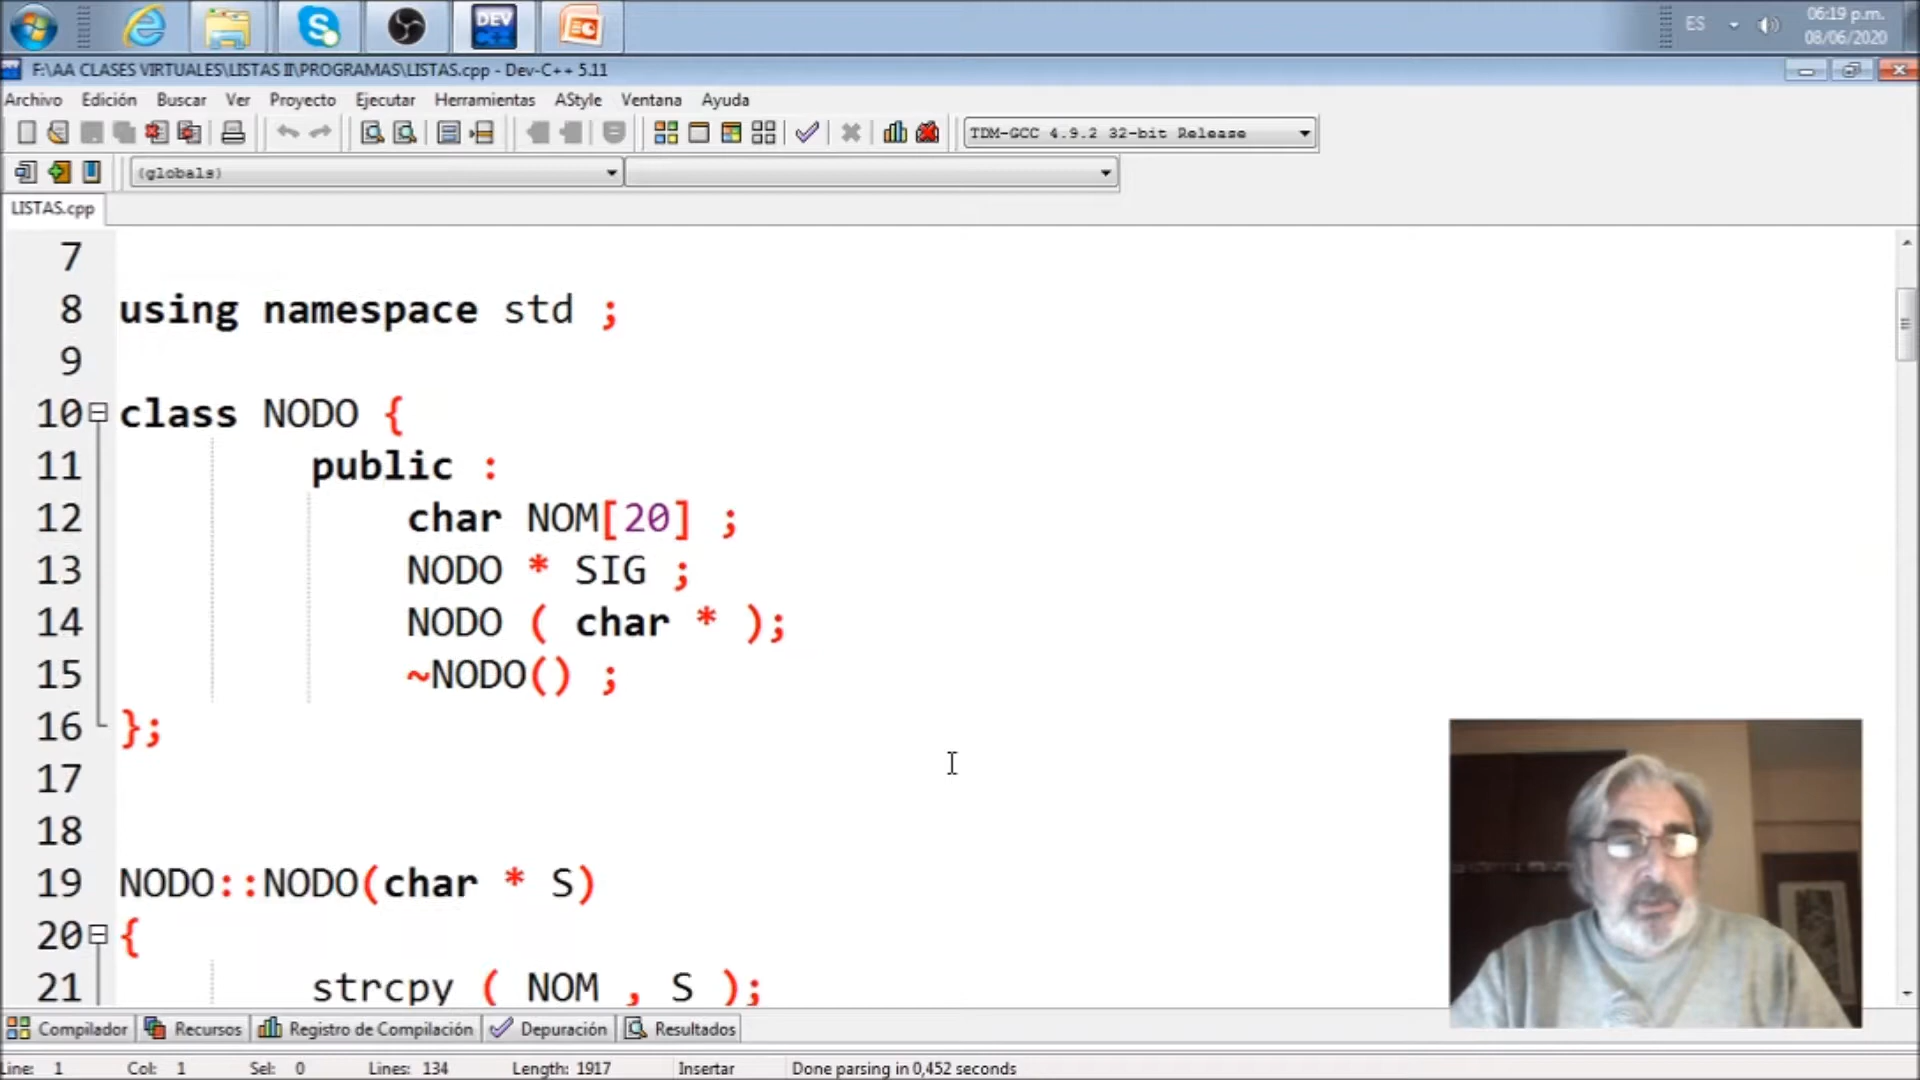 DEV
C++
ES
06:19 p.m.
08/06/2020
F:\AA CLASES VIRTUALES\LISTAS II\PROGRAMAS\LISTAS.cpp - Dev-C++ 5.11
Archivo Edición Buscar Ver Proyecto Ejecutar Herramientas AStyle Ventana Ayuda
TDM-GCC 4.9.2 32-bit Release
(globals)
LISTAS.cpp
7
8 using namespace std ;
9
10 class NODO {
11 public :
12 char NOM[20] ;
13 NODO * SIG ;
14 NODO ( char * );
15 ~NODO() ;
16 };
17
18
19 NODO::NODO(char * S)
20 {
21 strcpy ( NOM , S );
Compilador Recursos Registro de Compilación Depuración Resultados
Line: 1 Col: 1 Sel: 0 Lines: 134 Length: 1917 Insertar Done parsing in 0,452 seconds